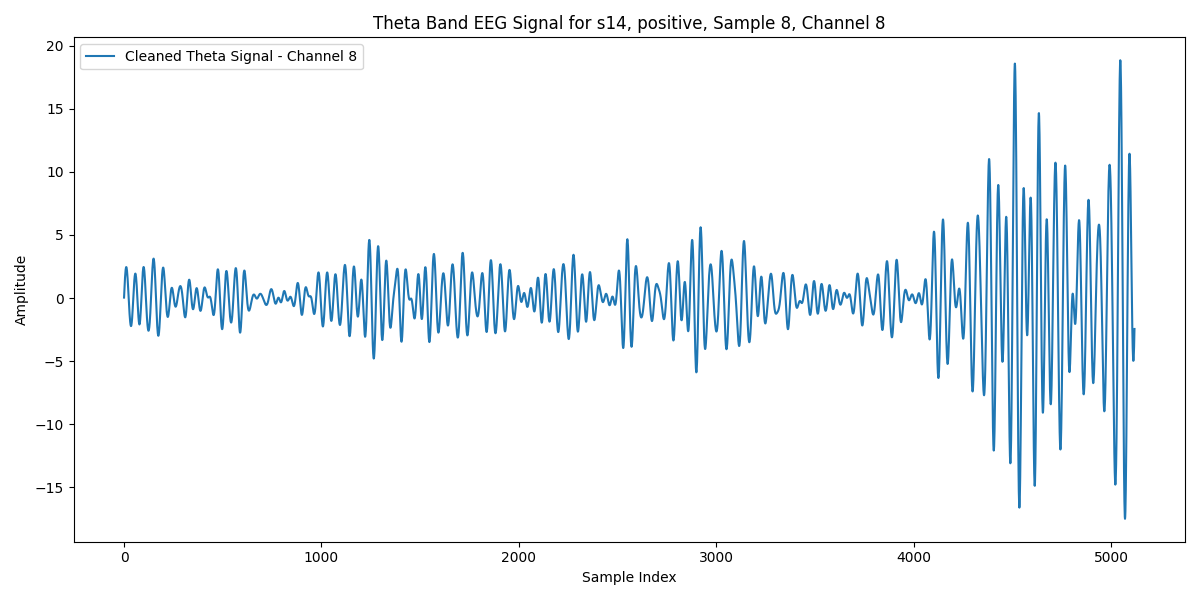 Theta Band EEG Signal for s14, positive, Sample 8, Channel 8
Cleaned Theta Signal - Channel 8
20
15
10
5
0
−5
−10
−15
Amplitude
0 1000 2000 3000 4000 5000
Sample Index